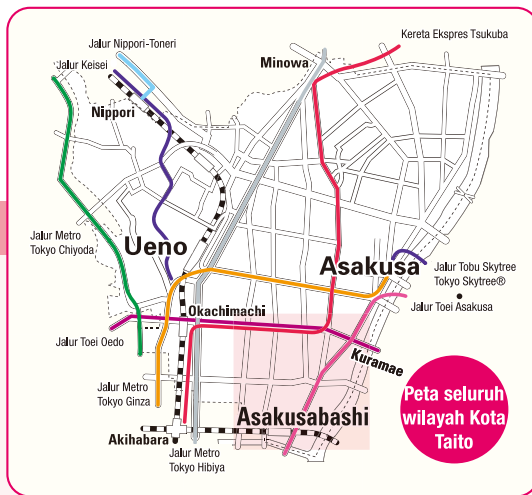 Jalur Nippori-Toneri
Kereta Ekspres Tsukuba
Minowa
Jalur Keisei
Nippori
Jalur Metro
Tokyo Chiyoda
Ueno
Asakusa
Jalur Tobu Skytree
Tokyo Skytree®
Jalur Toei Asakusa
Okachimachi
Jalur Toei Oedo
Kuramae
Jalur Metro
Tokyo Ginza
Peta seluruh
wilayah Kota
Taito
Asakusabashi
Akihabara
Jalur Metro
Tokyo Hibiya